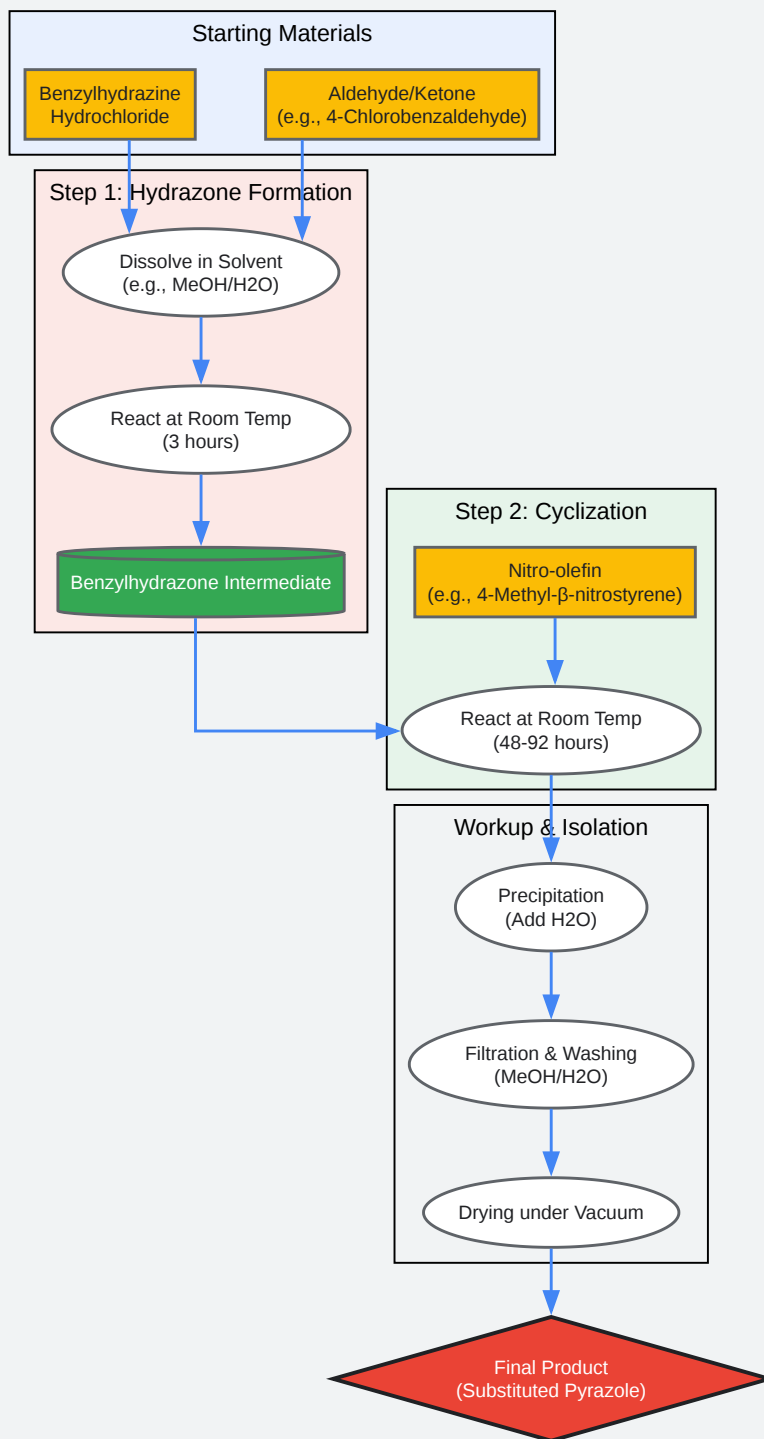 Starting Materials
Benzylhydrazine
Hydrochloride
Aldehyde/Ketone
(e.g., 4-Chlorobenzaldehyde)
Step 1: Hydrazone Formation
Dissolve in Solvent
(e.g., MeOH/H2O)
React at Room Temp
(3 hours)
Benzylhydrazone Intermediate
Step 2: Cyclization
Nitro-olefin
(e.g., 4-Methyl-β-nitrostyrene)
React at Room Temp
(48-92 hours)
Workup & Isolation
Precipitation
(Add H2O)
Filtration & Washing
(MeOH/H2O)
Drying under Vacuum
Final Product
(Substituted Pyrazole)